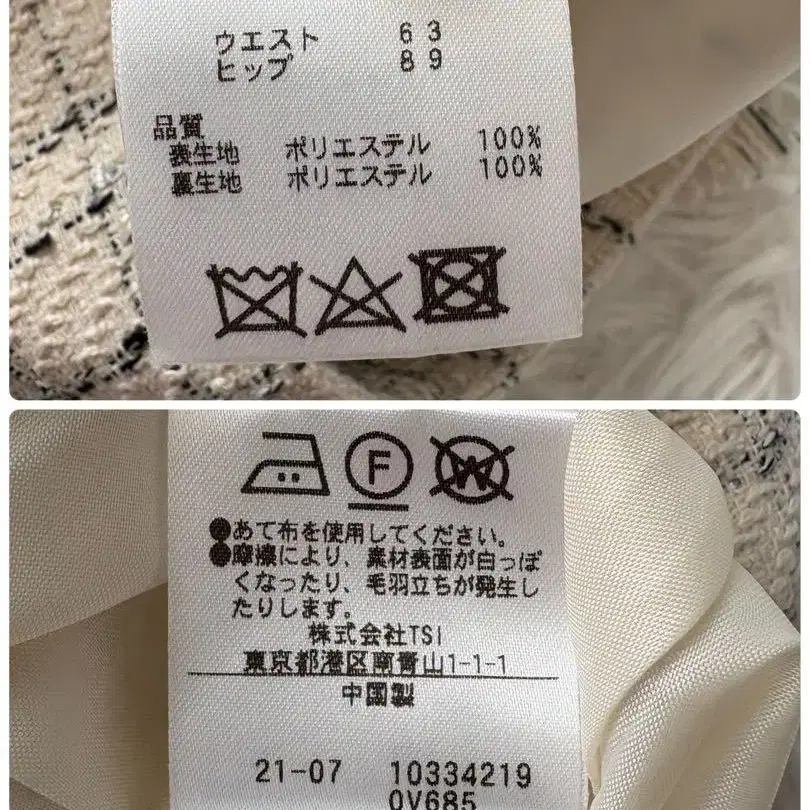 ウエスト 63
ヒップ 89
品質
表生地 ポリエステル 100%
裏生地 ポリエステル 100%
F
W
●あて布を使用してください。
●摩擦により、素材表面が白っぽ
くなったり、毛羽立ちが発生し
たりします。
株式会社TSI
東京都港区南青山1-1-1
中国製
21-07 10334219
0V685